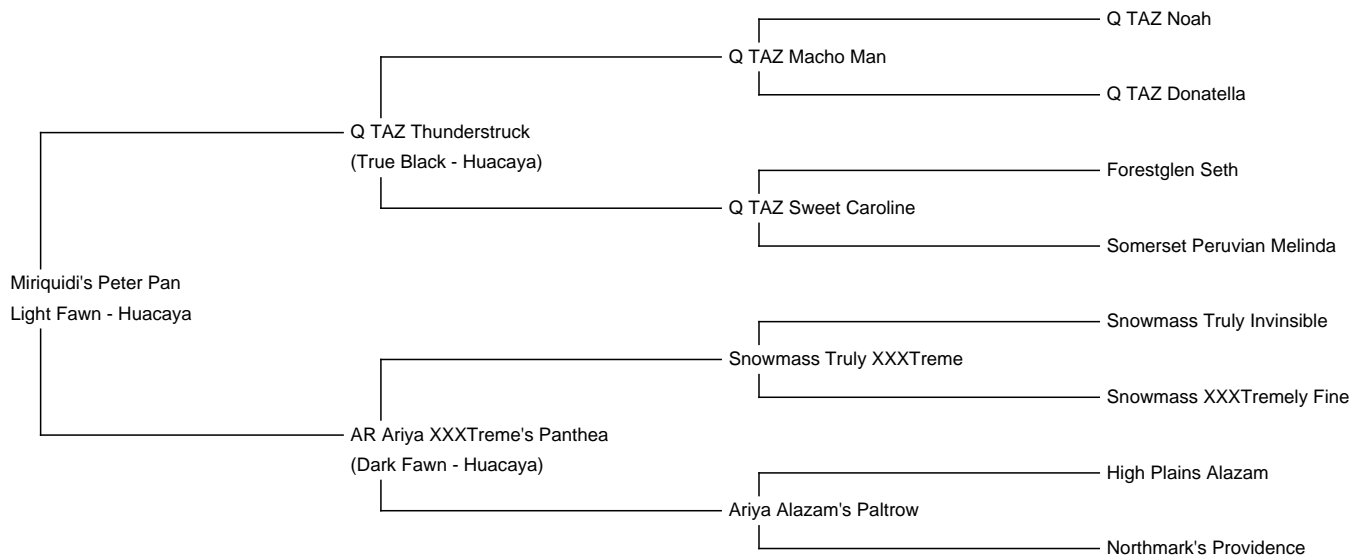 Q TAZ Noah
Q TAZ Macho Man
Q TAZ Donatella
Q TAZ Thunderstruck
(True Black - Huacaya)
Forestglen Seth
Q TAZ Sweet Caroline
Somerset Peruvian Melinda
Miriquidi's Peter Pan
Light Fawn - Huacaya
Snowmass Truly Invinsible
Snowmass Truly XXXTreme
Snowmass XXXTremely Fine
AR Ariya XXXTreme's Panthea
(Dark Fawn - Huacaya)
High Plains Alazam
Ariya Alazam's Paltrow
Northmark's Providence